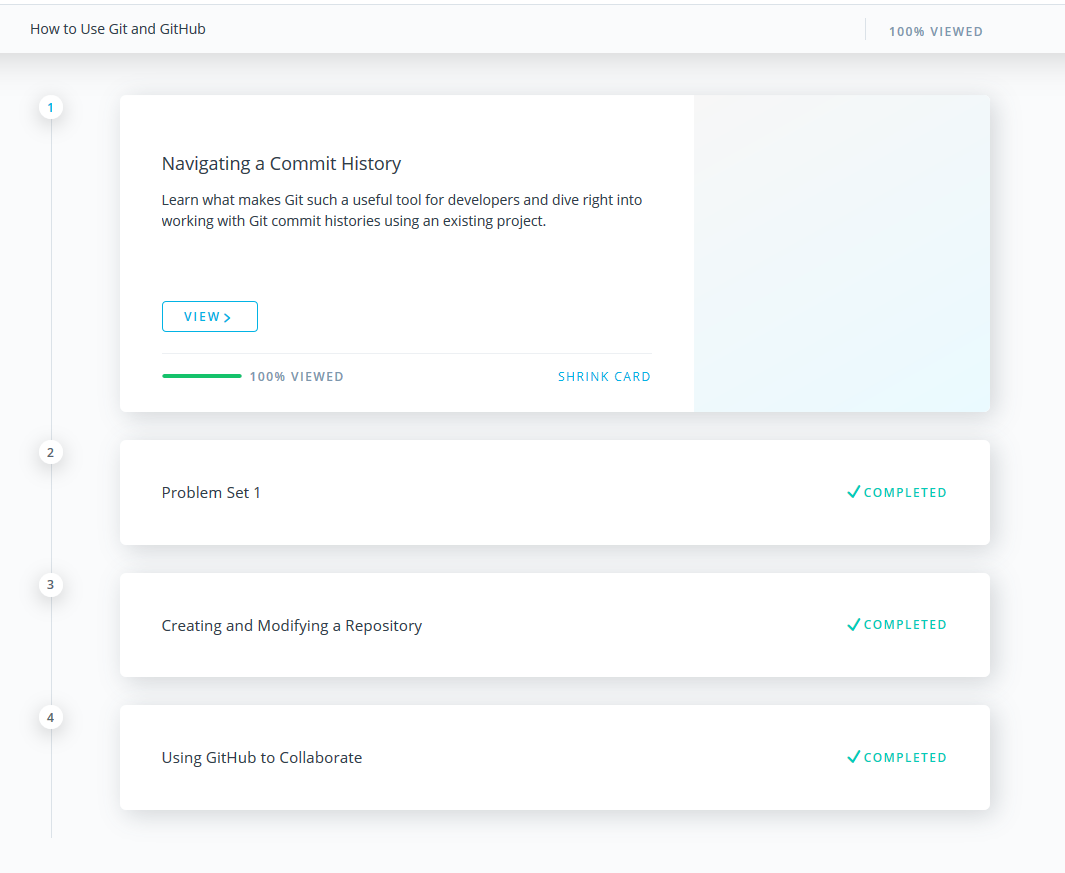 How to Use Git and GitHub
100% VIEWED
1
Navigating a Commit History
Learn what makes Git such a useful tool for developers and dive right into
working with Git commit histories using an existing project.
VIEW
100% VIEWED
SHRINK CARD
2
Problem Set 1
COMPLETED
3
Creating and Modifying a Repository
COMPLETED
4
Using GitHub to Collaborate
COMPLETED